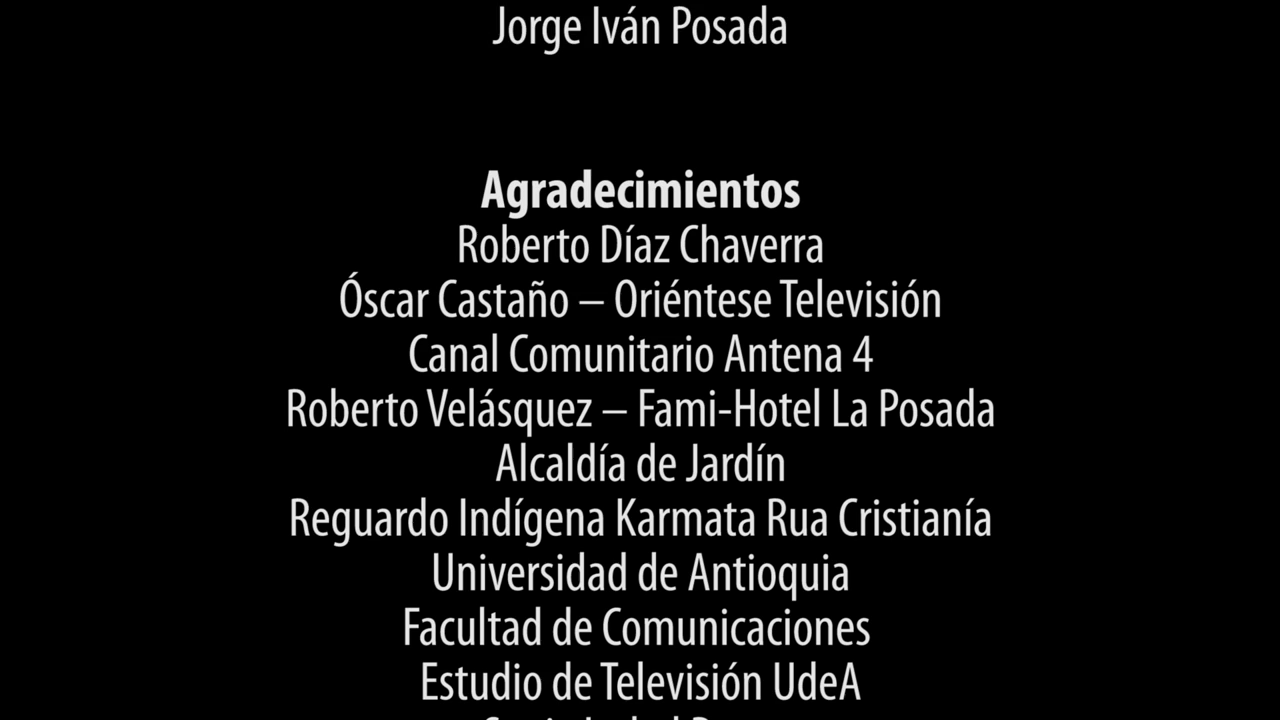 Jorge Iván Posada
Agradecimientos
Roberto Díaz Chaverra
Óscar Castaño – Oriéntese Televisión
Canal Comunitario Antena 4
Roberto Velásquez – Fami-Hotel La Posada
Alcaldía de Jardín
Reguardo Indígena Karmata Rua Cristianía
Universidad de Antioquia
Facultad de Comunicaciones
Estudio de Televisión UdeA